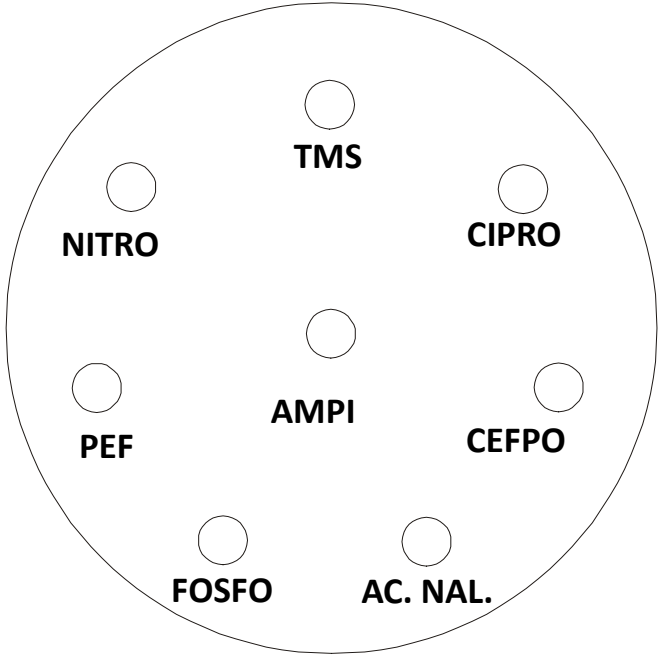 TMS
NITRO
CIPRO
AMPI
PEF
CEFPO
FOSFO
AC. NAL.